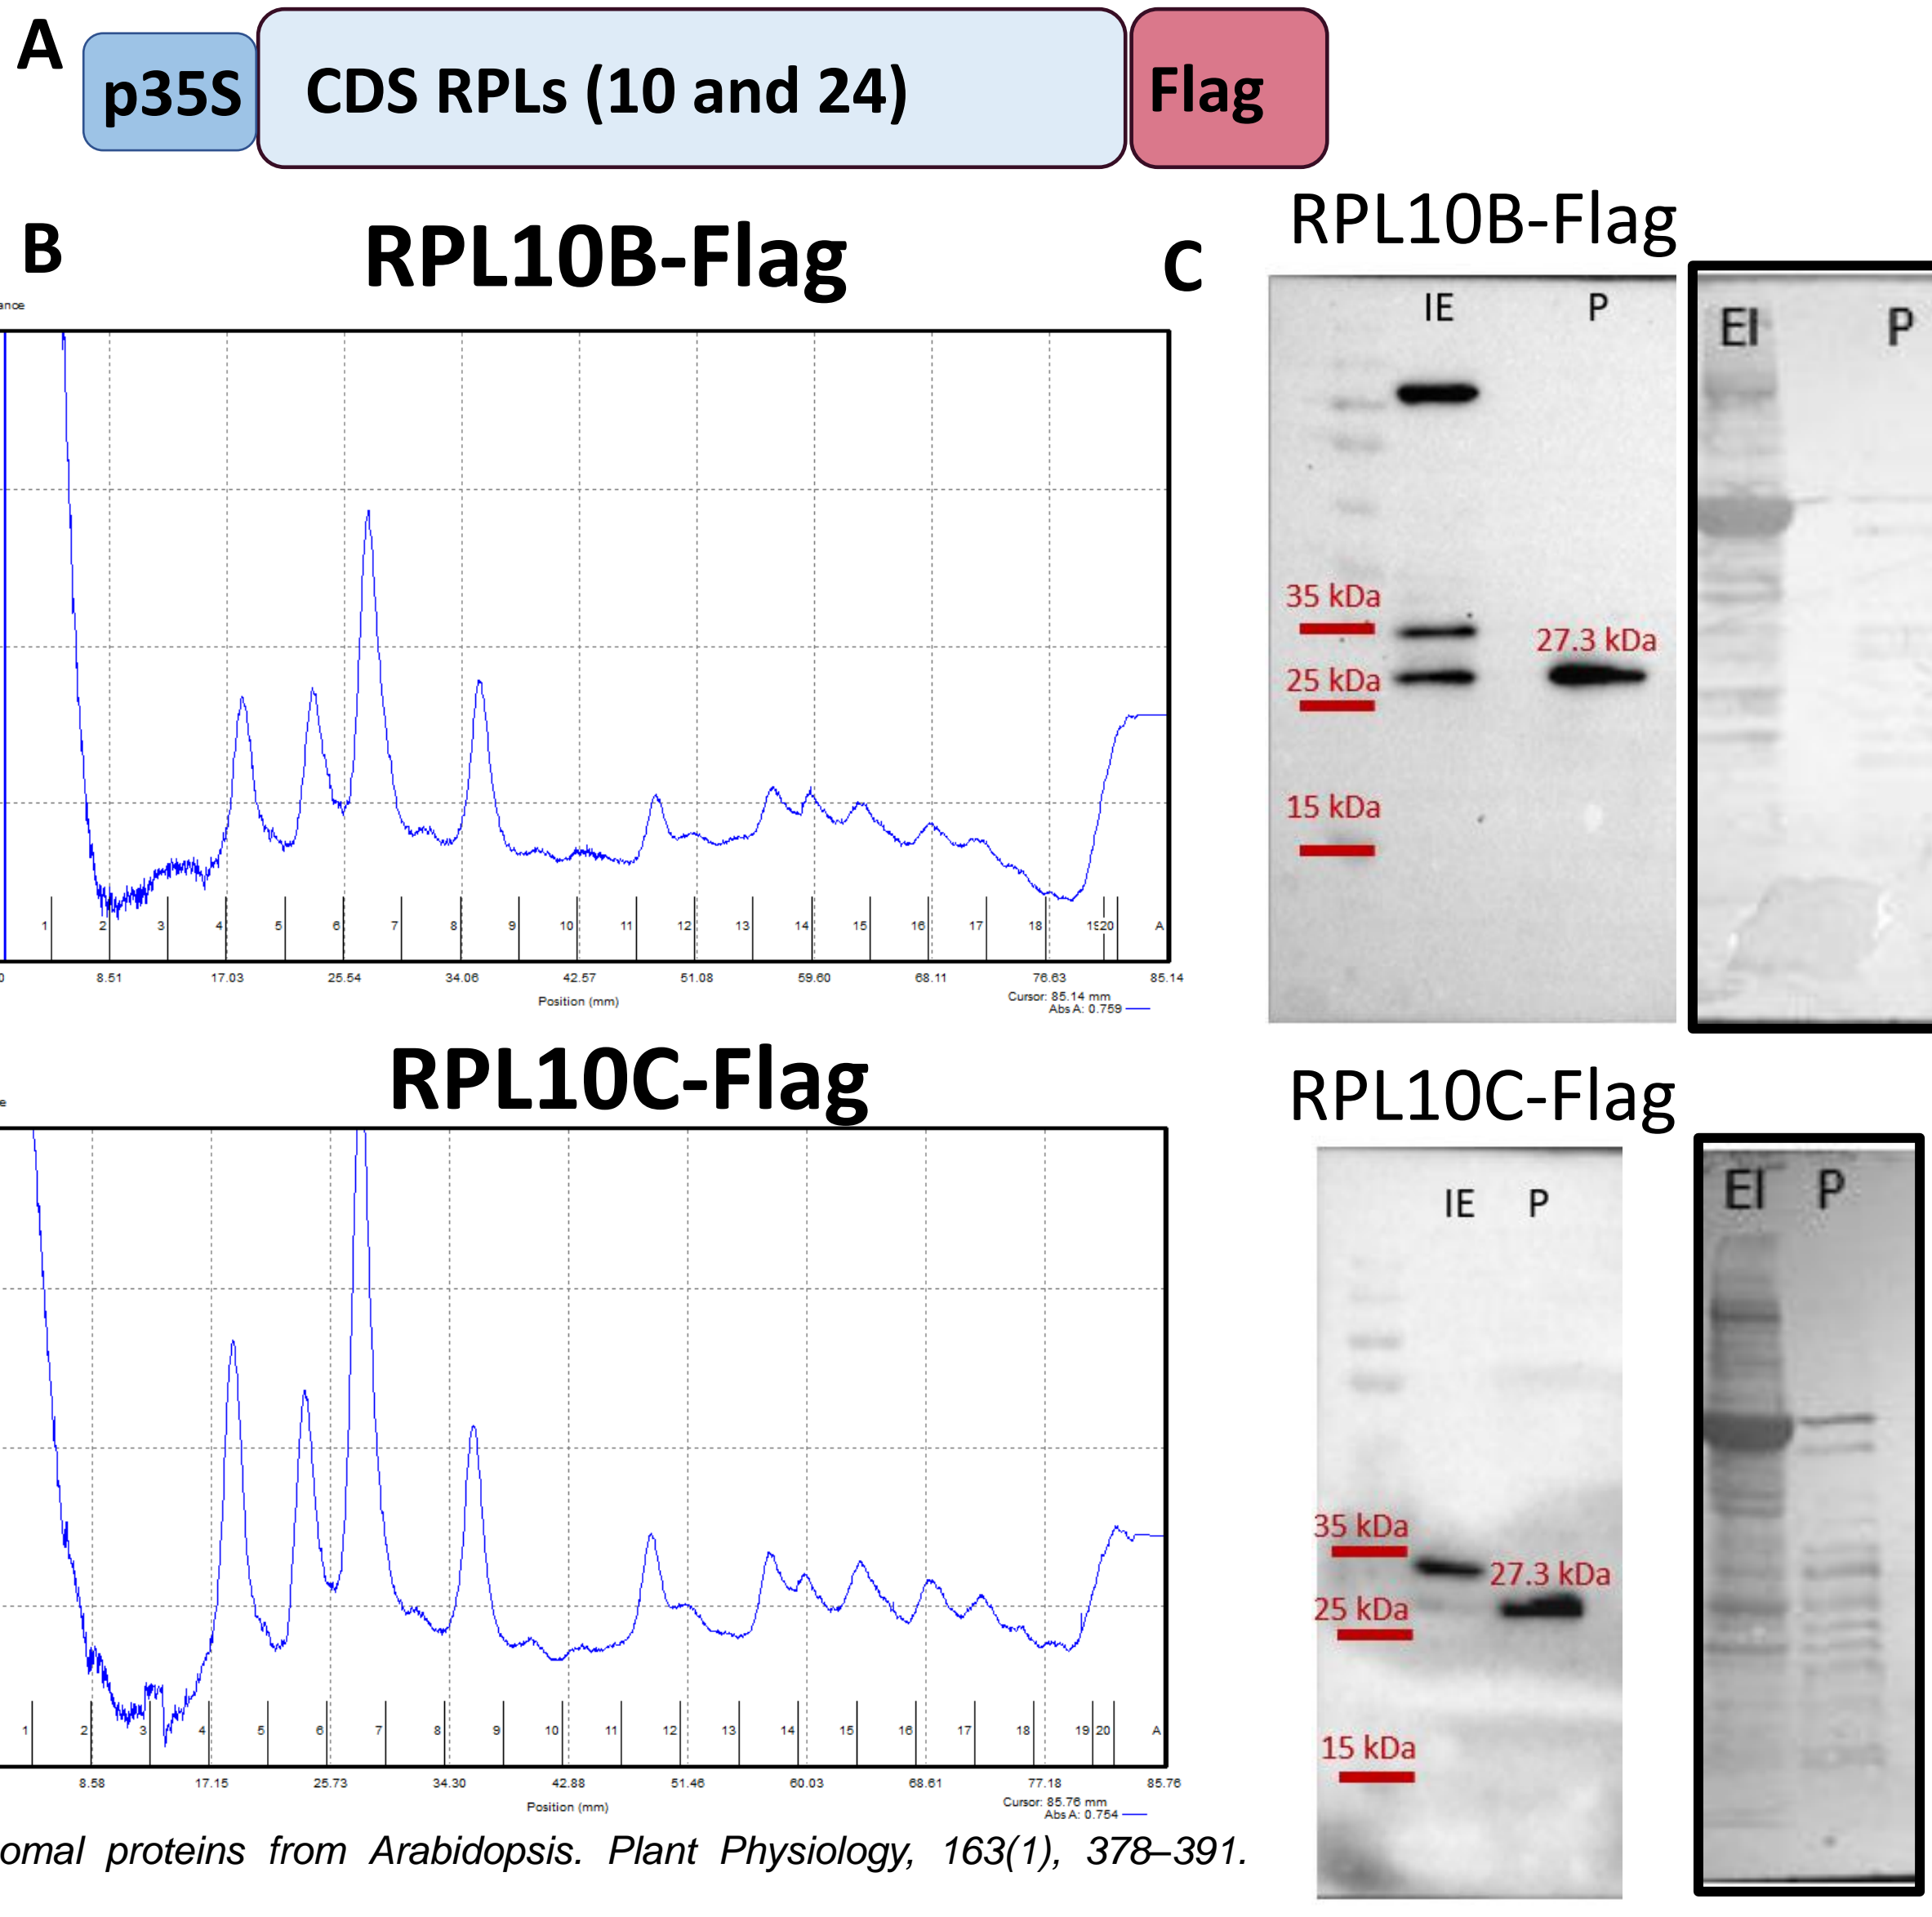 A
p35S
CDS RPLs (10 and 24)
Flag
B
RPL10B-Flag
ance
1 2 3 4 5 6 7 8 9 10 11 12 13 14 15 16 17 18 19 20 A
0 8.51 17.03 25.54 34.06 42.57 51.08 59.60 68.11 76.63 85.14
Position (mm)
Cursor: 85.14 mm
Abs A: 0.759
RPL10C-Flag
e
1 2 3 4 5 6 7 8 9 10 11 12 13 14 15 16 17 18 19 20 A
8.58 17.15 25.73 34.30 42.88 51.46 60.03 68.61 77.18 85.76
Position (mm)
Cursor: 85.76 mm
Abs A: 0.754
C
RPL10B-Flag
IE P
35 kDa
27.3 kDa
25 kDa
15 kDa
EI P
RPL10C-Flag
IE P
35 kDa
27.3 kDa
25 kDa
15 kDa
EI P
omal proteins from Arabidopsis. Plant Physiology, 163(1), 378–391.